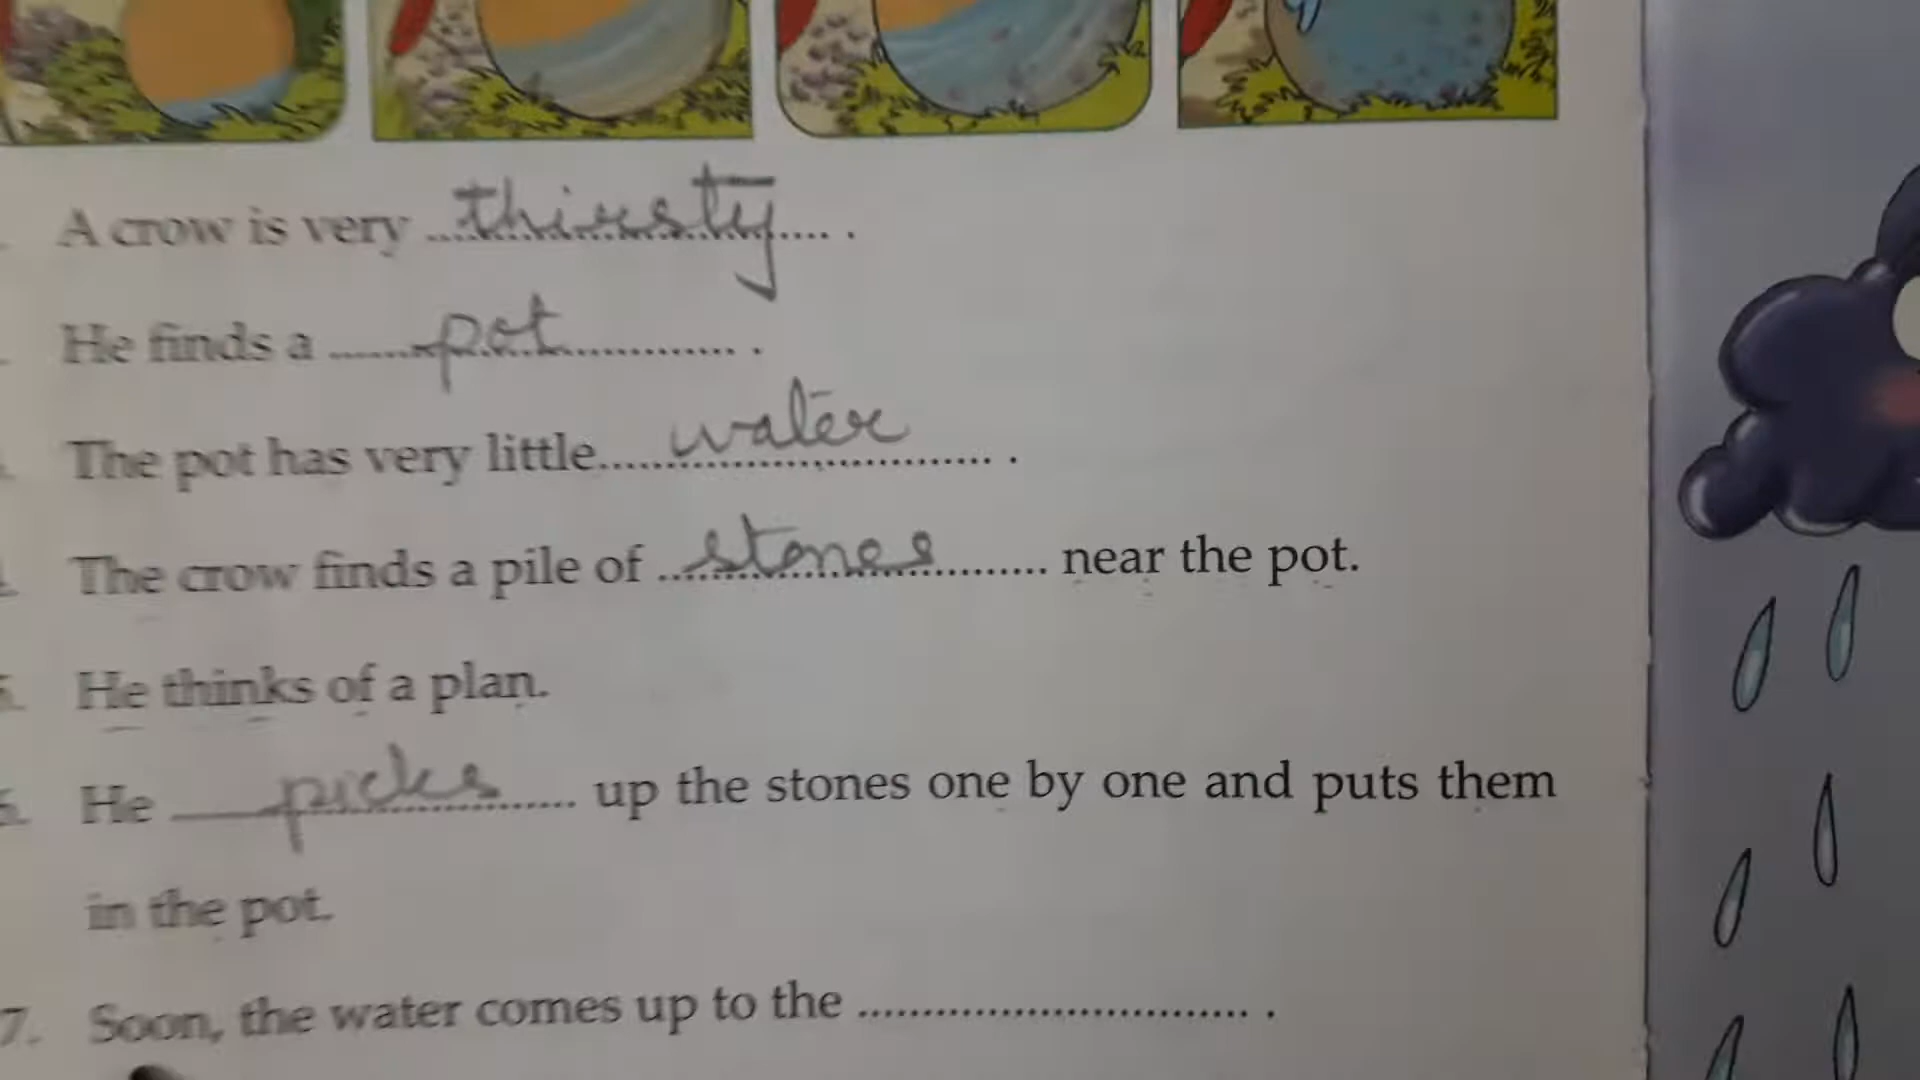 A crow is very thirsty.
He finds a pot.
The pot has very little water.
The crow finds a pile of stones near the pot.
He thinks of a plan.
He picks up the stones one by one and puts them
in the pot.
7. Soon, the water comes up to the ............................ .